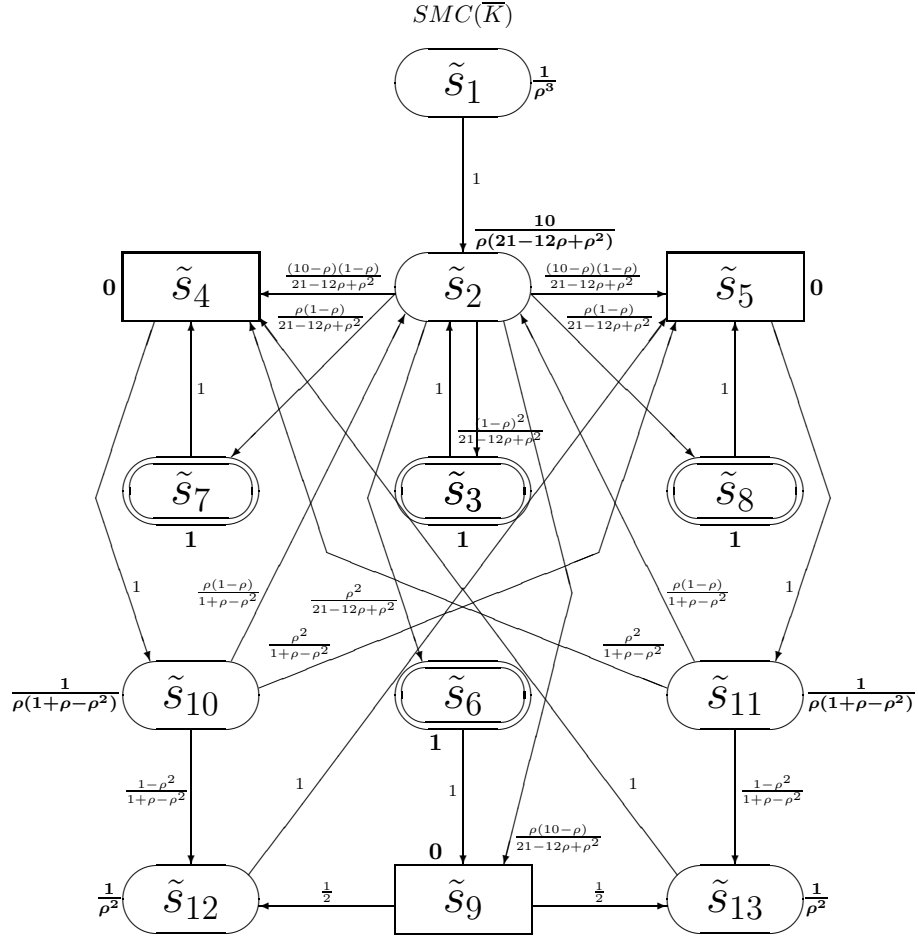 SMC(K̅)
s̃₁ 1/ρ³
1
10/(ρ(21−12ρ+ρ²))
0 s̃₄ (10−ρ)(1−ρ)/(21−12ρ+ρ²) s̃₂ (10−ρ)(1−ρ)/(21−12ρ+ρ²) s̃₅ 0
ρ(1−ρ)/(21−12ρ+ρ²) ρ(1−ρ)/(21−12ρ+ρ²)
1 1 1
(1−ρ)²/(21−12ρ+ρ²)
s̃₇ s̃₃ s̃₈
1 1 1
1 ρ(1−ρ)/(1+ρ−ρ²) ρ²/(21−12ρ+ρ²) ρ(1−ρ)/(1+ρ−ρ²) 1
ρ²/(1+ρ−ρ²) ρ²/(1+ρ−ρ²)
1/(ρ(1+ρ−ρ²)) s̃₁₀ s̃₆ s̃₁₁ 1/(ρ(1+ρ−ρ²))
1
(1−ρ²)/(1+ρ−ρ²) 1 1 1 (1−ρ²)/(1+ρ−ρ²)
0 ρ(10−ρ)/(21−12ρ+ρ²)
1/ρ² s̃₁₂ 1/2 s̃₉ 1/2 s̃₁₃ 1/ρ²